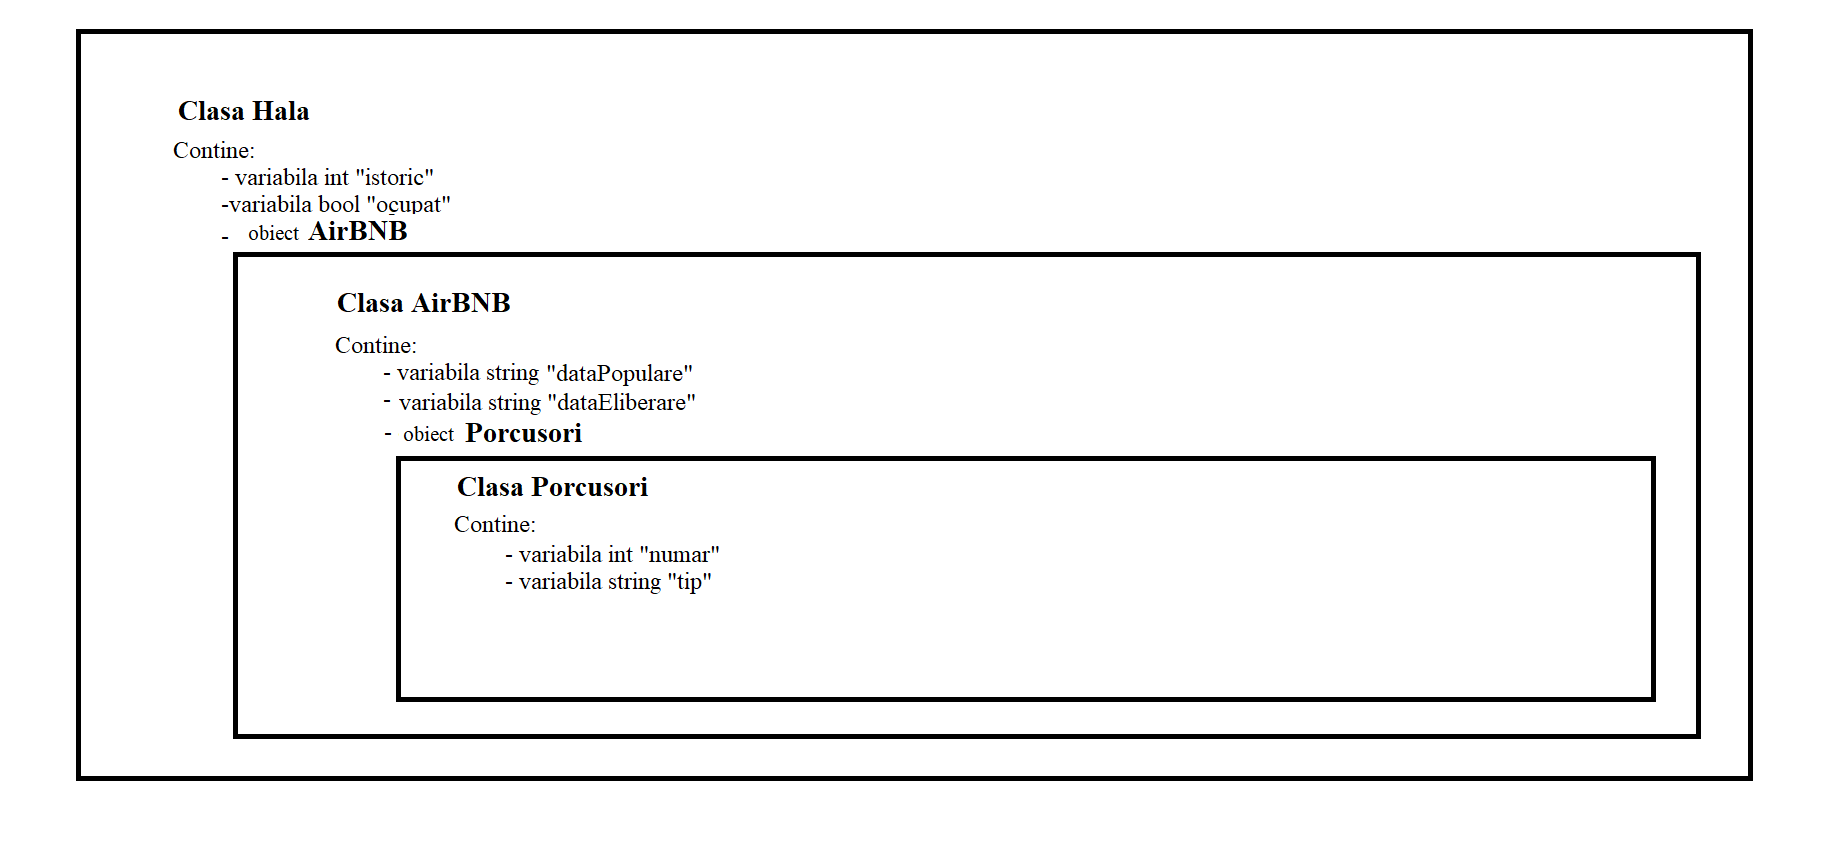 Clasa Hala
Contine:
- variabila int "istoric"
-variabila bool "ocupat"
- obiect AirBNB
Clasa AirBNB
Contine:
- variabila string "dataPopulare"
- variabila string "dataEliberare"
- obiect Porcusori
Clasa Porcusori
Contine:
- variabila int "numar"
- variabila string "tip"